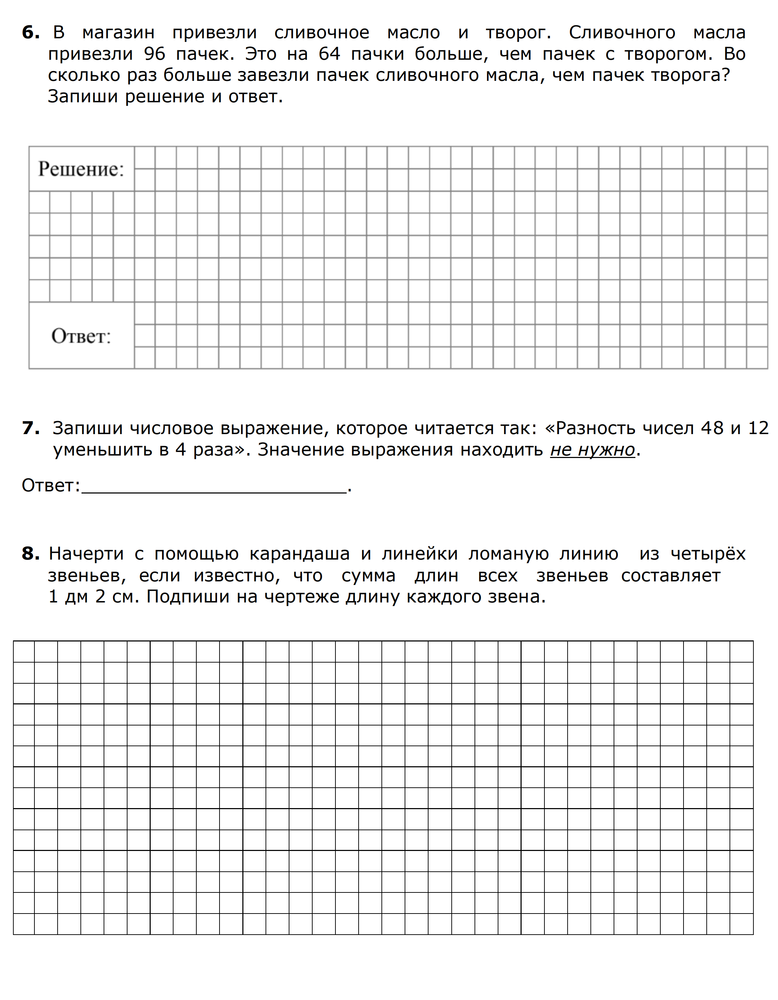 6. В магазин привезли сливочное масло и творог. Сливочного масла
привезли 96 пачек. Это на 64 пачки больше, чем пачек с творогом. Во
сколько раз больше завезли пачек сливочного масла, чем пачек творога?
Запиши решение и ответ.
Решение:
Ответ:
7. Запиши числовое выражение, которое читается так: «Разность чисел 48 и 12
уменьшить в 4 раза». Значение выражения находить не нужно.
Ответ:____________________________.
8. Начерти с помощью карандаша и линейки ломаную линию из четырёх
звеньев, если известно, что сумма длин всех звеньев составляет
1 дм 2 см. Подпиши на чертеже длину каждого звена.